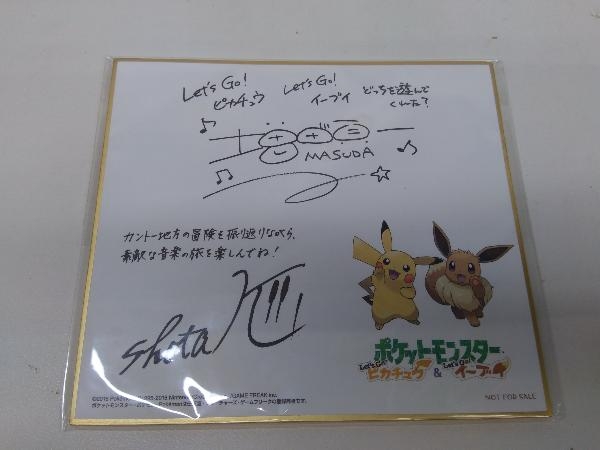 Let's Go! Let's Go! どっちを遊んで
ピカチュウ イーブイ くれた?
MASUDA
カントー地方の冒険を振り返りながら、
素敵な音楽の旅を楽しんでね!
Shota
ポケットモンスター
Let's Go! Let's Go!
ピカチュウ & イーブイ
NOT FOR SALE